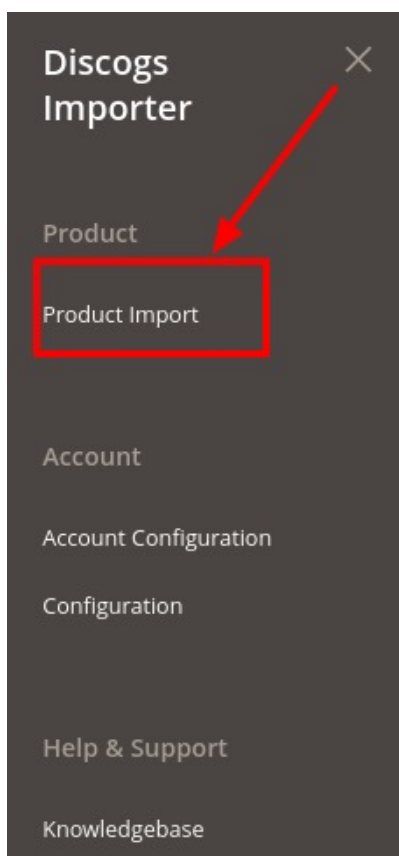 Discogs
Importer
Product
Product Import
Account
Account Configuration
Configuration
Help & Support
Knowledgebase